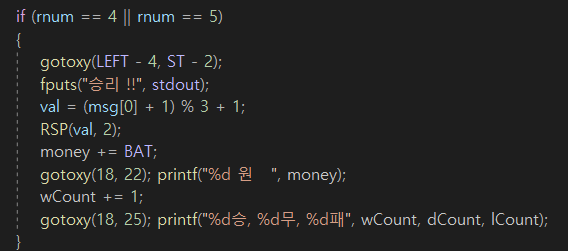 if (rnum == 4 || rnum == 5)
{
gotoxy(LEFT - 4, ST - 2);
fputs("승리 !!", stdout);
val = (msg[0] + 1) % 3 + 1;
RSP(val, 2);
money += BAT;
gotoxy(18, 22); printf("%d 원   ", money);
wCount += 1;
gotoxy(18, 25); printf("%d승, %d무, %d패", wCount, dCount, lCount);
}